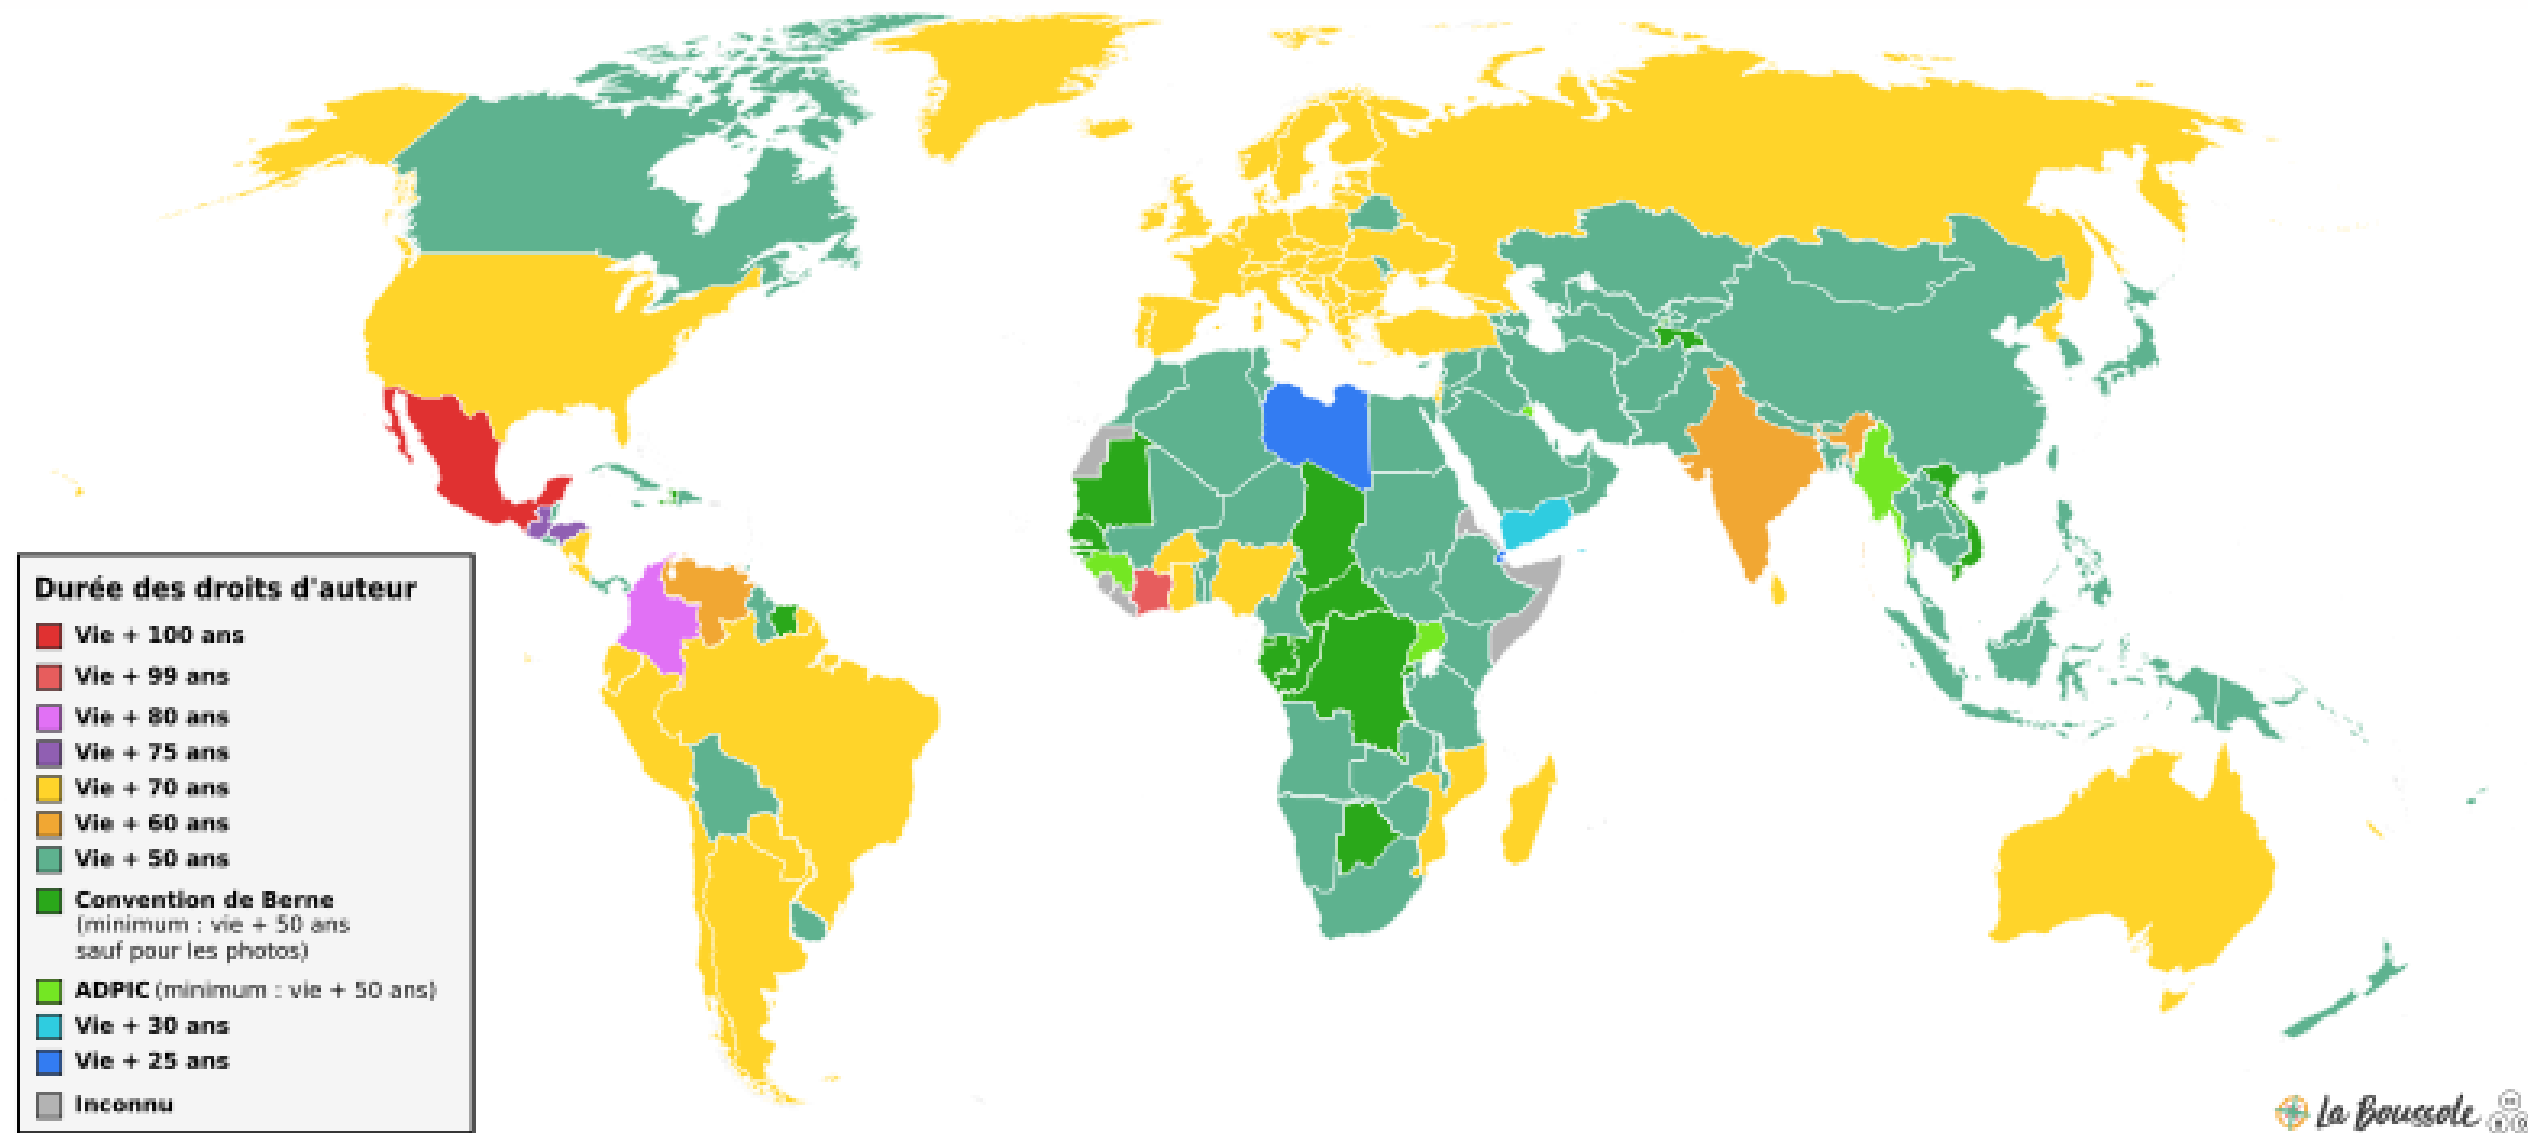 Durée des droits d'auteur
Vie + 100 ans
Vie + 99 ans
Vie + 80 ans
Vie + 75 ans
Vie + 70 ans
Vie + 60 ans
Vie + 50 ans
Convention de Berne
(minimum : vie + 50 ans
sauf pour les photos)
ADPIC (minimum : vie + 50 ans)
Vie + 30 ans
Vie + 25 ans
Inconnu
La Boussole